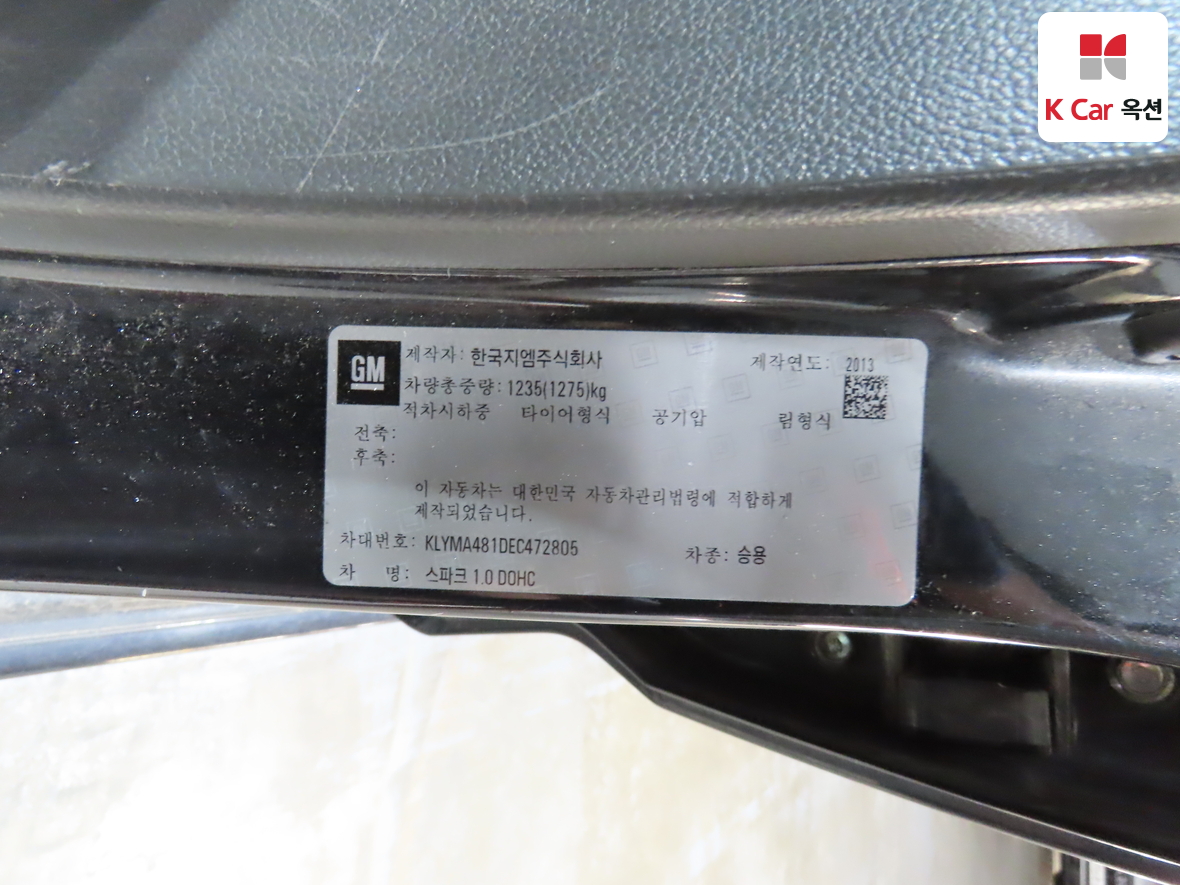 K Car 옥션
GM
제작자: 한국지엠주식회사 제작연도: 2013
차량총중량: 1235(1275)kg
적차시하중 타이어형식 공기압 림형식
전축:
후축:
이 자동차는 대한민국 자동차관리법령에 적합하게
제작되었습니다.
차대번호: KLYMA481DEC472805 차종: 승용
차 명: 스파크 1.0 DOHC